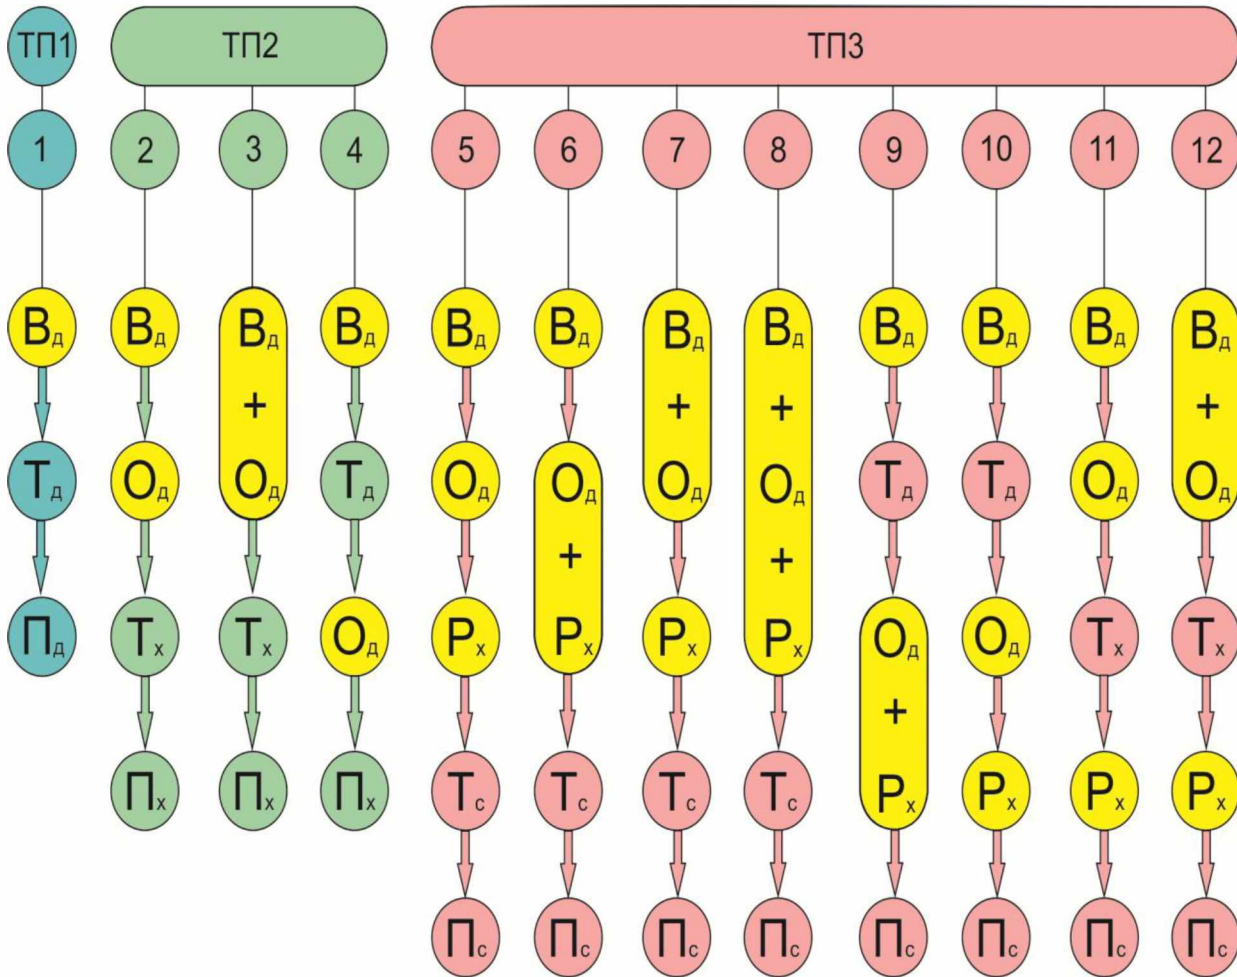 ТП1 ТП2 ТП3
1 2 3 4 5 6 7 8 9 10 11 12
Вд Вд Вд Вд Вд Вд Вд Вд Вд Вд Вд Вд
+ + + +
Тд Од Од Тд Од Од Од Од Тд Тд Од Од
+ +
Пд Тх Тх Од Рх Рх Рх Рх Од Од Тх Тх
+
Пх Пх Пх Тс Тс Тс Тс Рх Рх Рх Рх
Пс Пс Пс Пс Пс Пс Пс Пс